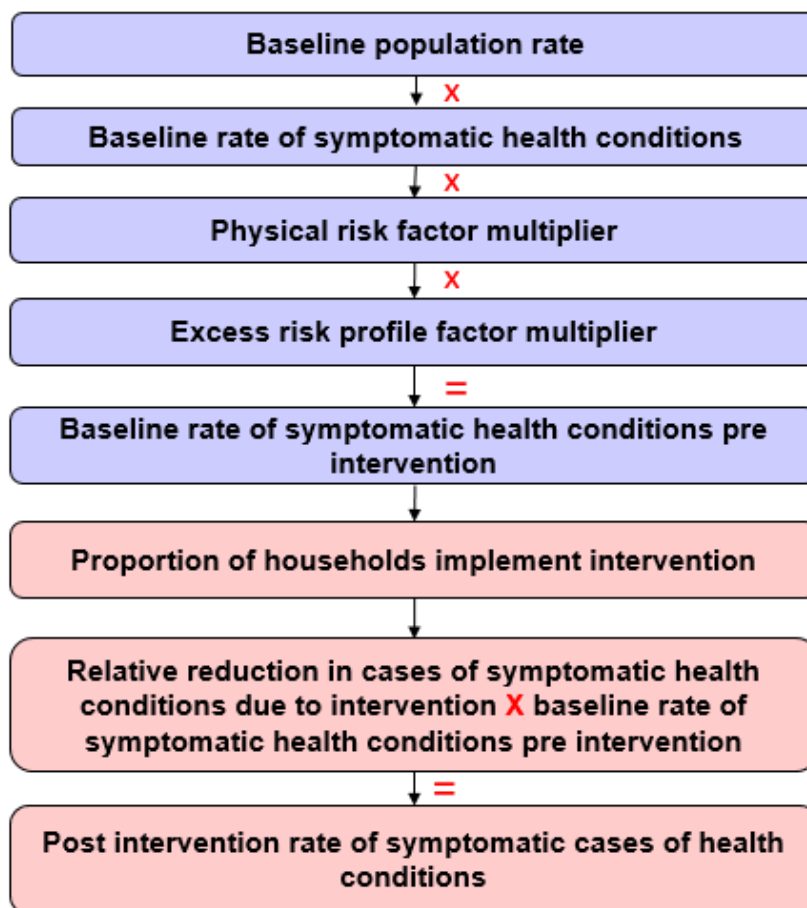 Baseline population rate
x
Baseline rate of symptomatic health conditions
x
Physical risk factor multiplier
x
Excess risk profile factor multiplier
=
Baseline rate of symptomatic health conditions pre
intervention
Proportion of households implement intervention
Relative reduction in cases of symptomatic health
conditions due to intervention X baseline rate of
symptomatic health conditions pre intervention
=
Post intervention rate of symptomatic cases of health
conditions